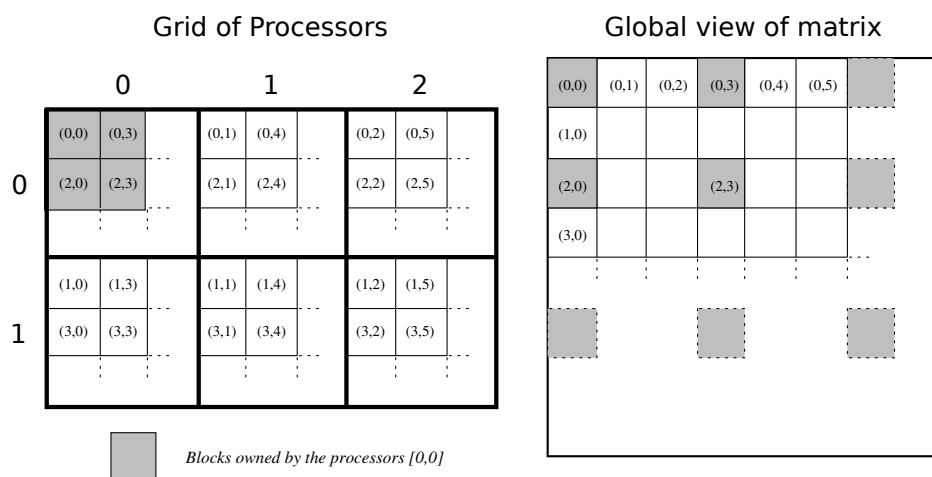 Grid of Processors
0 1 2
0
(0,0) (0,3) (0,1) (0,4) (0,2) (0,5)
(2,0) (2,3) (2,1) (2,4) (2,2) (2,5)
1
(1,0) (1,3) (1,1) (1,4) (1,2) (1,5)
(3,0) (3,3) (3,1) (3,4) (3,2) (3,5)
Blocks owned by the processors [0,0]
Global view of matrix
(0,0) (0,1) (0,2) (0,3) (0,4) (0,5)
(1,0)
(2,0) (2,3)
(3,0)